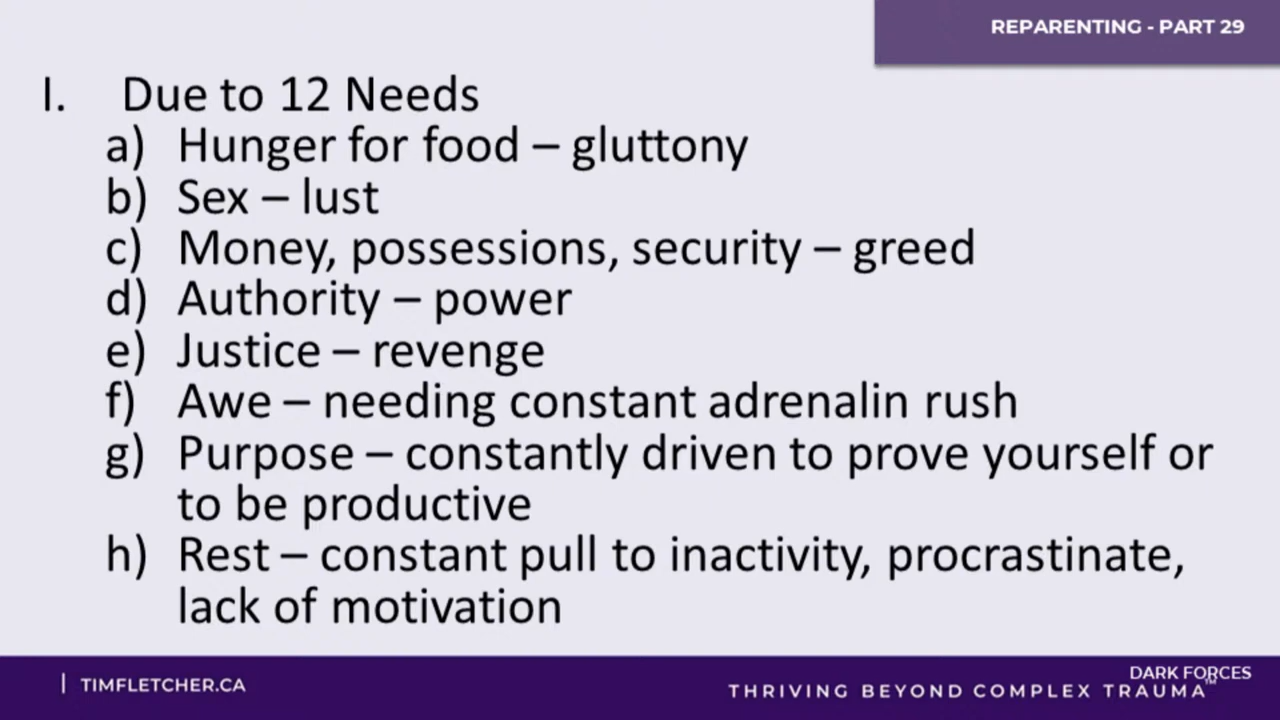 REPARENTING - PART 29
I. Due to 12 Needs
a) Hunger for food – gluttony
b) Sex – lust
c) Money, possessions, security – greed
d) Authority – power
e) Justice – revenge
f) Awe – needing constant adrenalin rush
g) Purpose – constantly driven to prove yourself or
to be productive
h) Rest – constant pull to inactivity, procrastinate,
lack of motivation
| TIMFLETCHER.CA
DARK FORCES
THRIVING BEYOND COMPLEX TRAUMA™